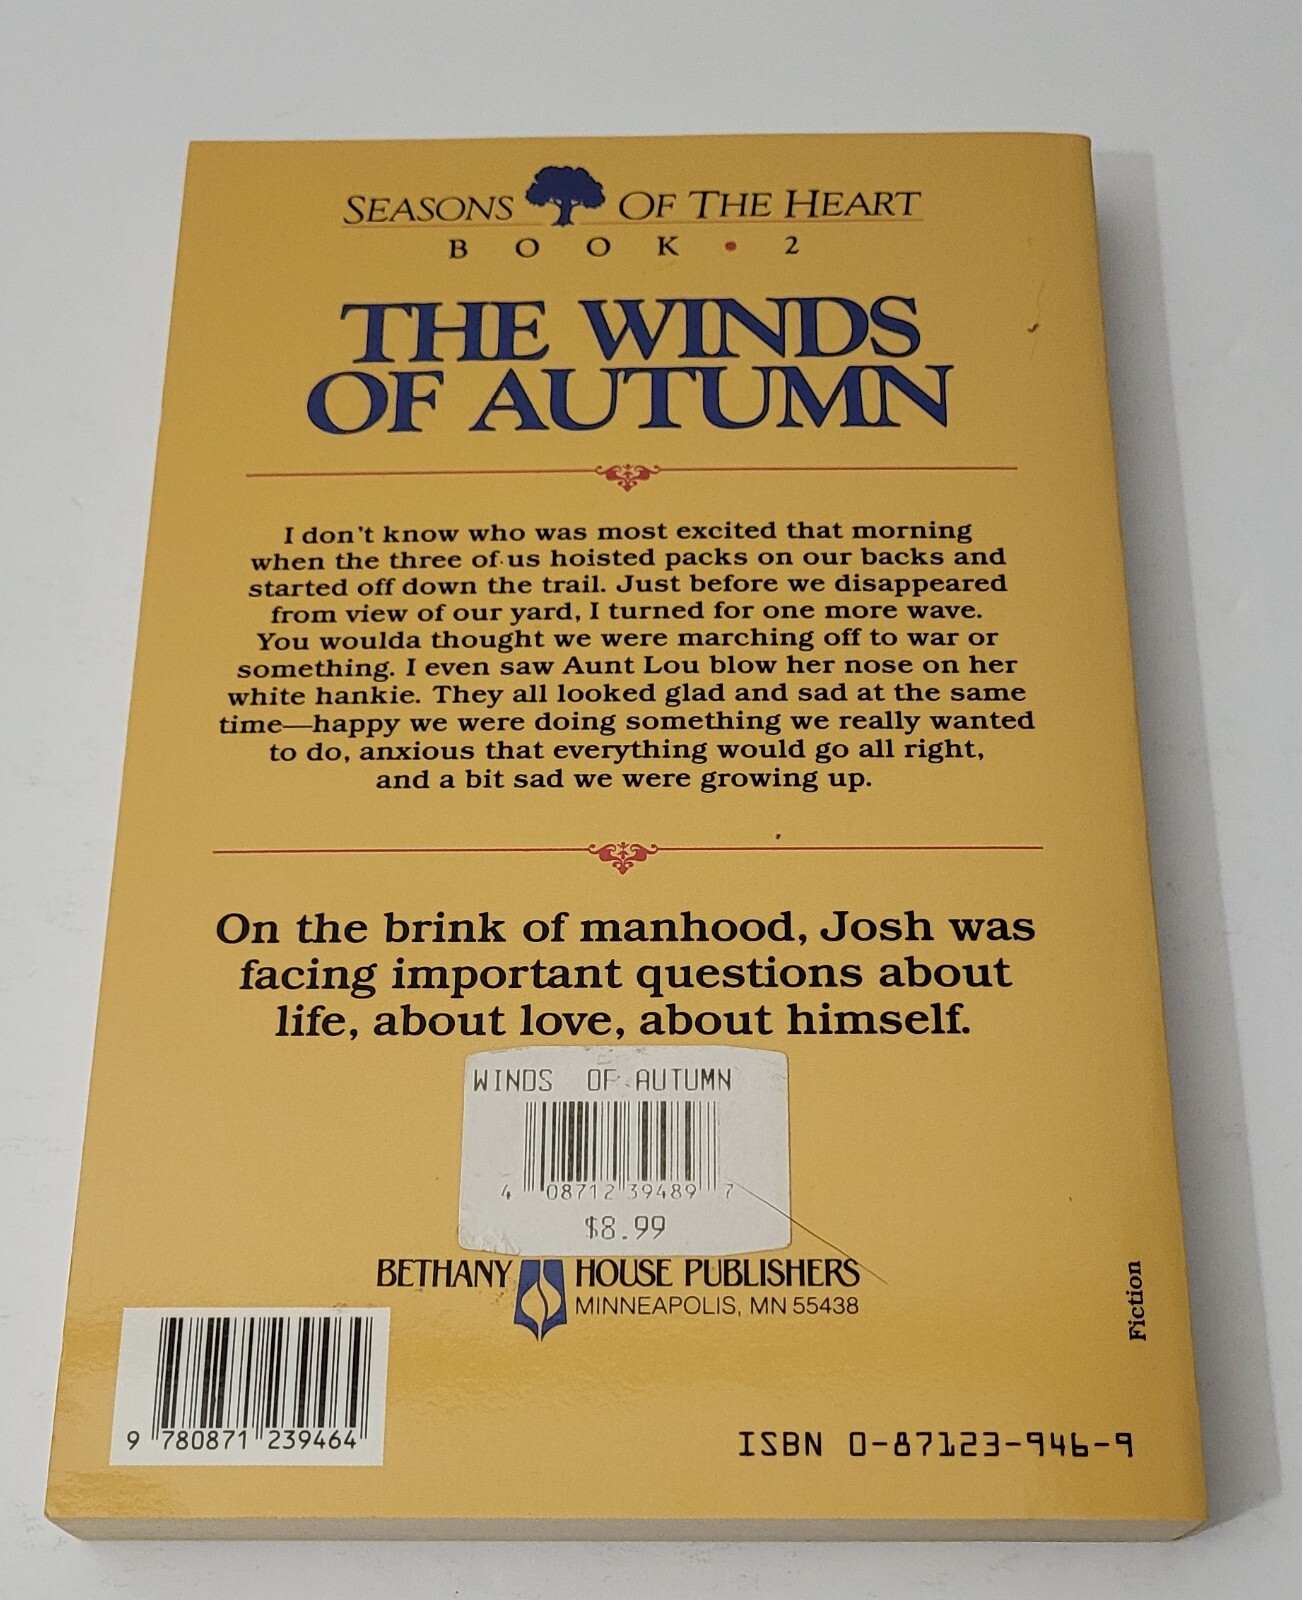 SEASONS OF THE HEART
BOOK • 2
THE WINDS
OF AUTUMN
I don't know who was most excited that morning
when the three of us hoisted packs on our backs and
started off down the trail. Just before we disappeared
from view of our yard, I turned for one more wave.
You woulda thought we were marching off to war or
something. I even saw Aunt Lou blow her nose on her
white hankie. They all looked glad and sad at the same
time—happy we were doing something we really wanted
to do, anxious that everything would go all right,
and a bit sad we were growing up.
On the brink of manhood, Josh was
facing important questions about
life, about love, about himself.
WINDS OF AUTUMN
4 08712 39489 7
$8.99
BETHANY HOUSE PUBLISHERS
MINNEAPOLIS, MN 55438
Fiction
9 780871 239464
ISBN 0-87123-946-9